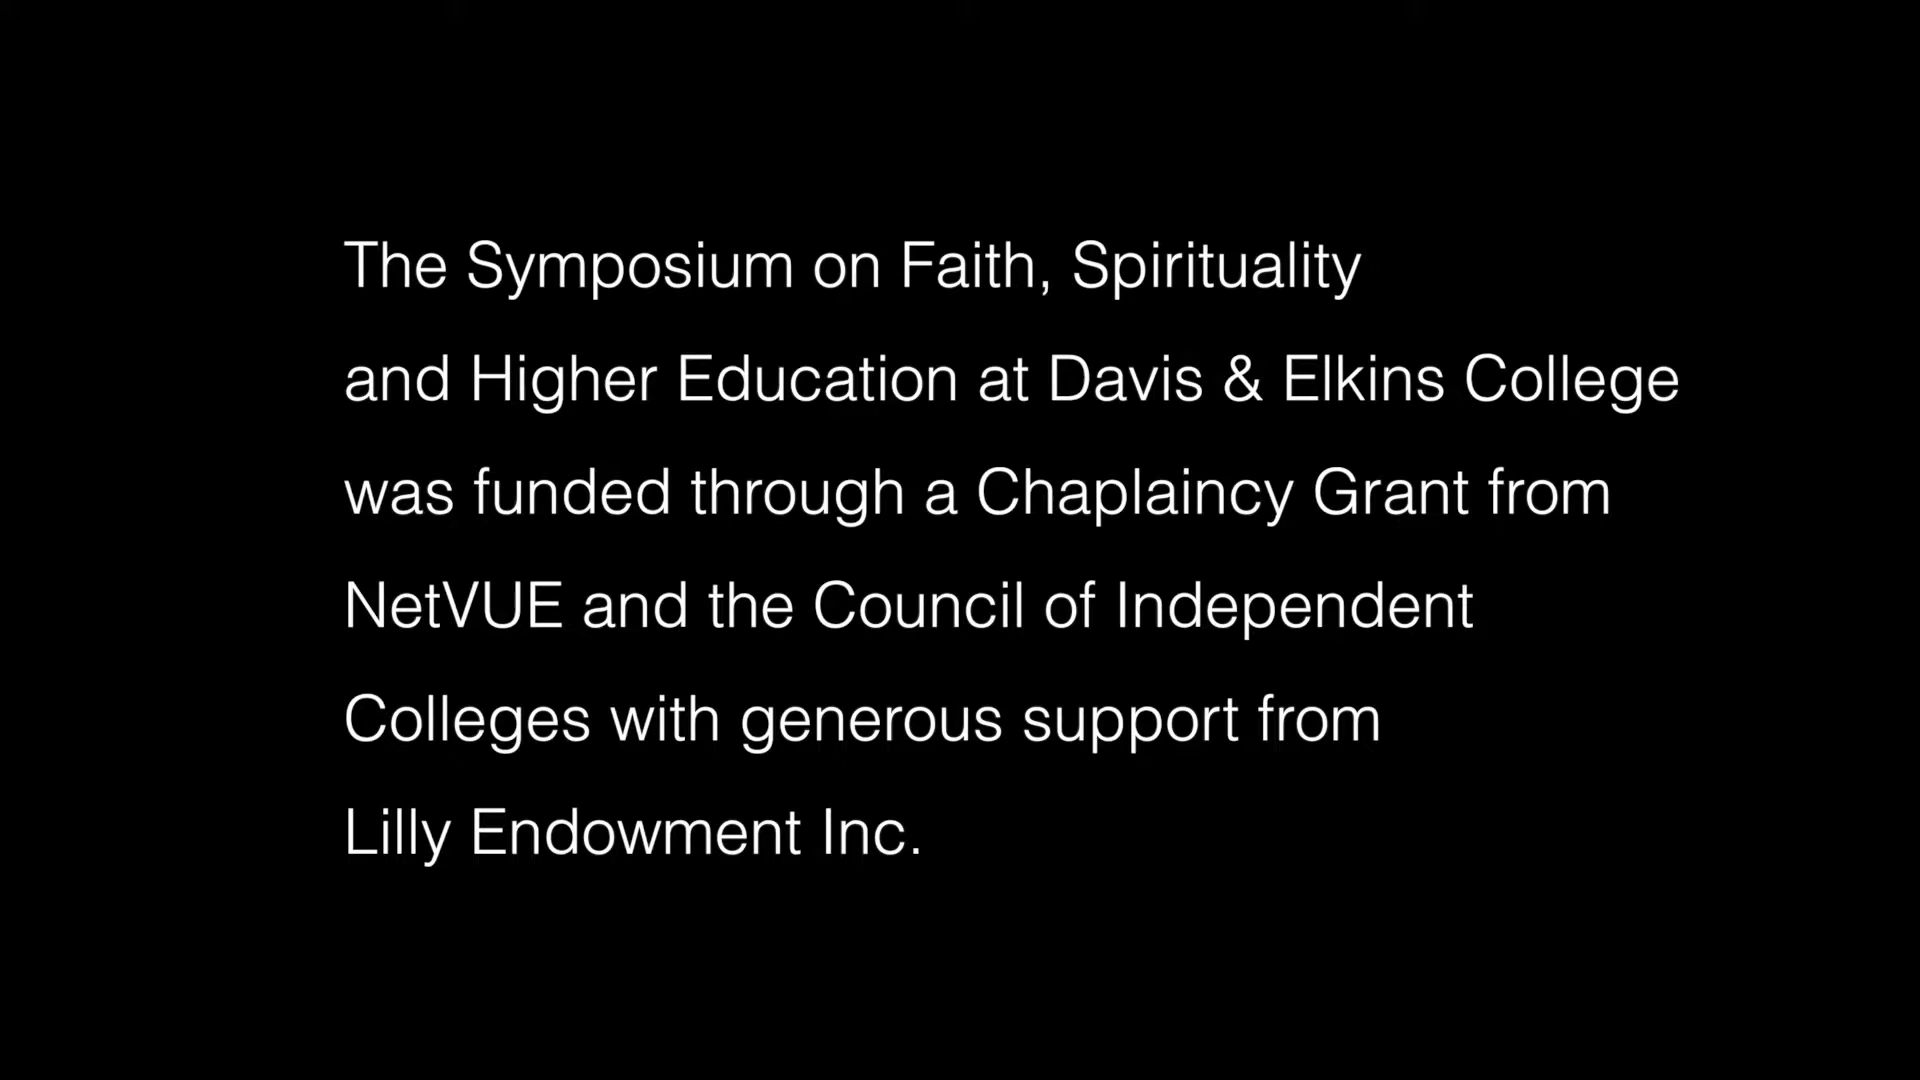 The Symposium on Faith, Spirituality
and Higher Education at Davis & Elkins College
was funded through a Chaplaincy Grant from
NetVUE and the Council of Independent
Colleges with generous support from
Lilly Endowment Inc.